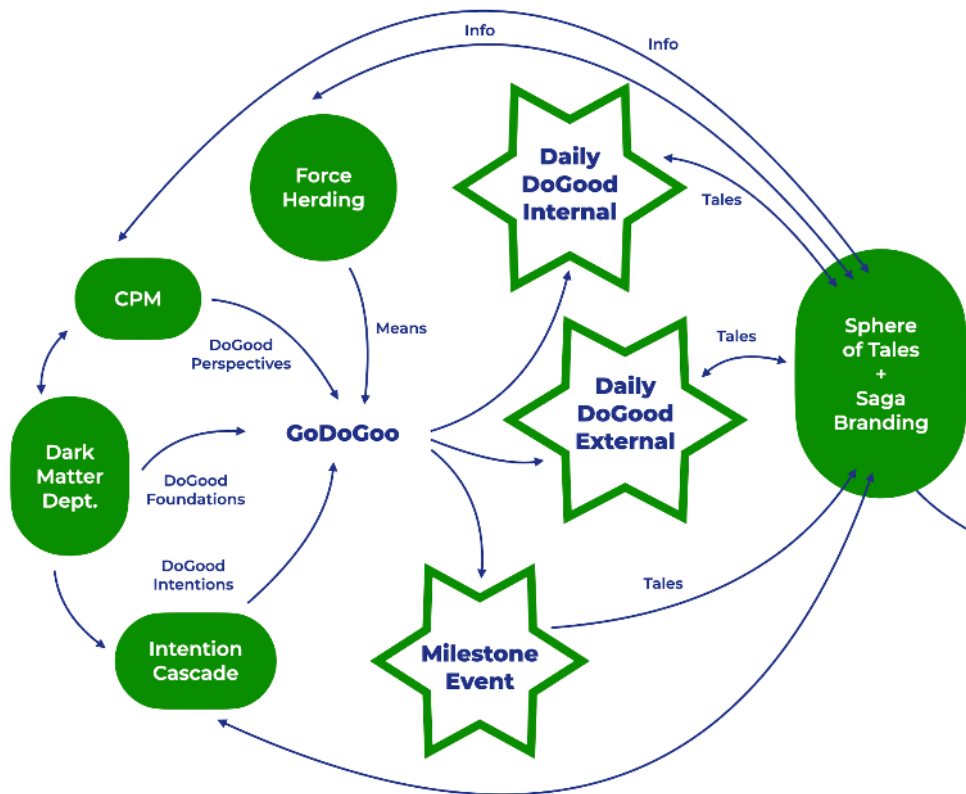 Info
Info
Force
Herding
Daily
DoGood
Internal
Tales
CPM
DoGood
Perspectives
Means
Tales
Sphere
of Tales
+
Saga
Branding
Daily
DoGood
External
GoDoGoo
Dark
Matter
Dept.
DoGood
Foundations
DoGood
Intentions
Tales
Intention
Cascade
Milestone
Event